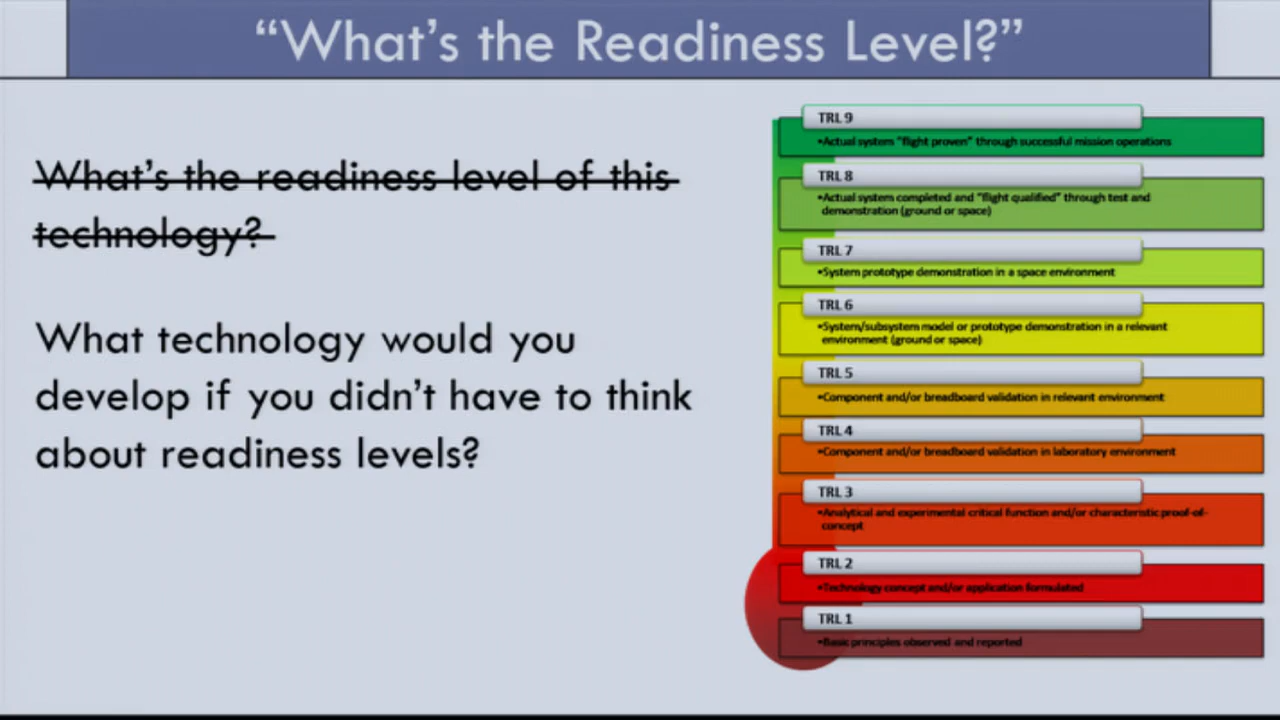 “What’s the Readiness Level?”
What’s the readiness level of this
technology?
What technology would you
develop if you didn’t have to think
about readiness levels?
TRL 9
•Actual system “flight proven” through successful mission operations
TRL 8
•Actual system completed and “flight qualified” through test and
demonstration (ground or space)
TRL 7
•System prototype demonstration in a space environment
TRL 6
•System/subsystem model or prototype demonstration in a relevant
environment (ground or space)
TRL 5
•Component and/or breadboard validation in relevant environment
TRL 4
•Component and/or breadboard validation in laboratory environment
TRL 3
•Analytical and experimental critical function and/or characteristic proof-of-
concept
TRL 2
•Technology concept and/or application formulated
TRL 1
•Basic principles observed and reported